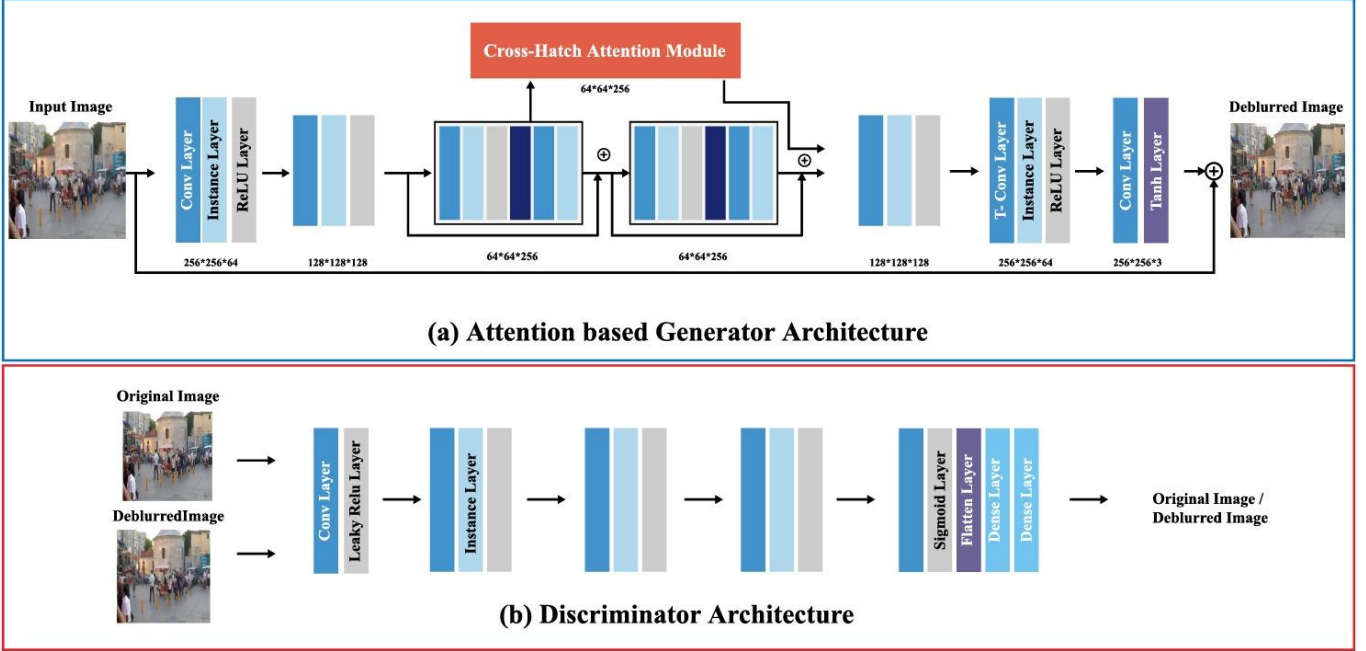 Cross-Hatch Attention Module
64*64*256
Input Image
Deblurred Image
Conv Layer
Instance Layer
ReLU Layer
T- Conv Layer
Instance Layer
ReLU Layer
Conv Layer
Tanh Layer
256*256*64
128*128*128
64*64*256
64*64*256
128*128*128
256*256*64
256*256*3
(a) Attention based Generator Architecture
Original Image
DeblurredImage
Conv Layer
Leaky Relu Layer
Instance Layer
Sigmoid Layer
Flatten Layer
Dense Layer
Dense Layer
Original Image /
Deblurred Image
(b) Discriminator Architecture